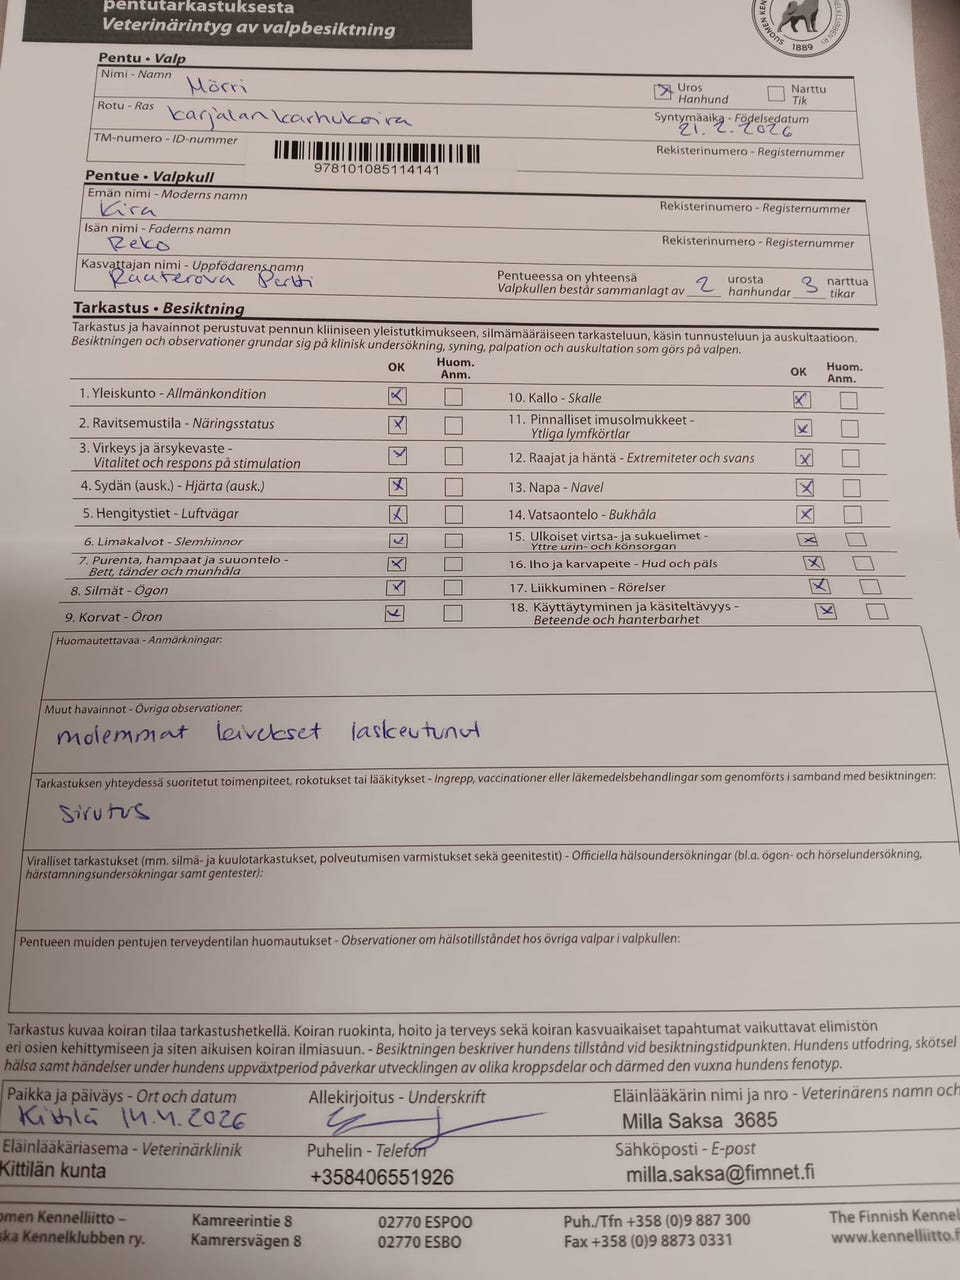 pentutarkastuksesta
Veterinärintyg av valpbesiktning
SUOMEN KEN
KLUBBEN RY
1889
Pentu • Valp
Nimi - Namn
Mörri
Uros
Hanhund
Narttu
Tik
Rotu - Ras
karjalankarhukoira
Syntymäaika - Födelsedatum
21.2.2026
TM-numero - ID-nummer
978101085114141
Rekisterinumero - Registernummer
Pentue • Valpkull
Emän nimi - Moderns namn
Kira
Rekisterinumero - Registernummer
Isän nimi - Faderns namn
Reko
Rekisterinumero - Registernummer
Kasvattajan nimi - Uppfödarens namn
Rauterova Pertti
Pentueessa on yhteensä
Valpkullen består sammanlagt av
2 urosta
hanhundar
3 narttua
tikar
Tarkastus • Besiktning
Tarkastus ja havainnot perustuvat pennun kliiniseen yleistutkimukseen, silmämääräiseen tarkasteluun, käsin tunnusteluun ja auskultaatioon.
Besiktningen och observationer grundar sig på klinisk undersökning, syning, palpation och auskultation som görs på valpen.
OK
Huom.
Anm.
OK
Huom.
Anm.
1. Yleiskunto - Allmänkondition
2. Ravitsemustila - Näringsstatus
3. Virkeys ja ärsykevaste -
Vitalitet och respons på stimulation
4. Sydän (ausk.) - Hjärta (ausk.)
5. Hengitystiet - Luftvägar
6. Limakalvot - Slemhinnor
7. Purenta, hampaat ja suuontelo -
Bett, tänder och munhåla
8. Silmät - Ögon
9. Korvat - Öron
10. Kallo - Skalle
11. Pinnalliset imusolmukkeet -
Ytliga lymfkörtlar
12. Raajat ja häntä - Extremiteter och svans
13. Napa - Navel
14. Vatsaontelo - Bukhåla
15. Ulkoiset virtsa- ja sukuelimet -
Yttre urin- och könsorgan
16. Iho ja karvapeite - Hud och päls
17. Liikkuminen - Rörelser
18. Käyttäytyminen ja käsiteltävyys -
Beteende och hanterbarhet
Huomautettavaa - Anmärkningar:
Muut havainnot - Övriga observationer:
molemmat kivekset laskeutunut
Tarkastuksen yhteydessä suoritetut toimenpiteet, rokotukset tai lääkitykset - Ingrepp, vaccinationer eller läkemedelsbehandlingar som genomförts i samband med besiktningen:
sirutus
Viralliset tarkastukset (mm. silmä- ja kuulotarkastukset, polveutumisen varmistukset sekä geenitestit) - Officiella hälsoundersökningar (bl.a. ögon- och hörselundersökning,
härstamningsundersökningar samt gentester):
Pentueen muiden pentujen terveydentilan huomautukset - Observationer om hälsotillståndet hos övriga valpar i valpkullen:
Tarkastus kuvaa koiran tilaa tarkastushetkellä. Koiran ruokinta, hoito ja terveys sekä koiran kasvuaikaiset tapahtumat vaikuttavat elimistön
eri osien kehittymiseen ja siten aikuisen koiran ilmiasuun. - Besiktningen beskriver hundens tillstånd vid besiktningstidpunkten. Hundens utfodring, skötsel
hälsa samt händelser under hundens uppväxtperiod påverkar utvecklingen av olika kroppsdelar och därmed den vuxna hundens fenotyp.
Paikka ja päiväys - Ort och datum
Kittilä 14.4.2026
Allekirjoitus - Underskrift
Eläinlääkärin nimi ja nro - Veterinärens namn och
Milla Saksa 3685
Eläinlääkäriasema - Veterinärklinik
Kittilän kunta
Puhelin - Telefon
+358406551926
Sähköposti - E-post
milla.saksa@fimnet.fi
omen Kennelliitto –
ska Kennelklubben ry.
Kamreerintie 8
Kamrersvägen 8
02770 ESPOO
02770 ESBO
Puh./Tfn +358 (0)9 887 300
Fax +358 (0)9 8873 0331
The Finnish Kennel
www.kennelliitto.f